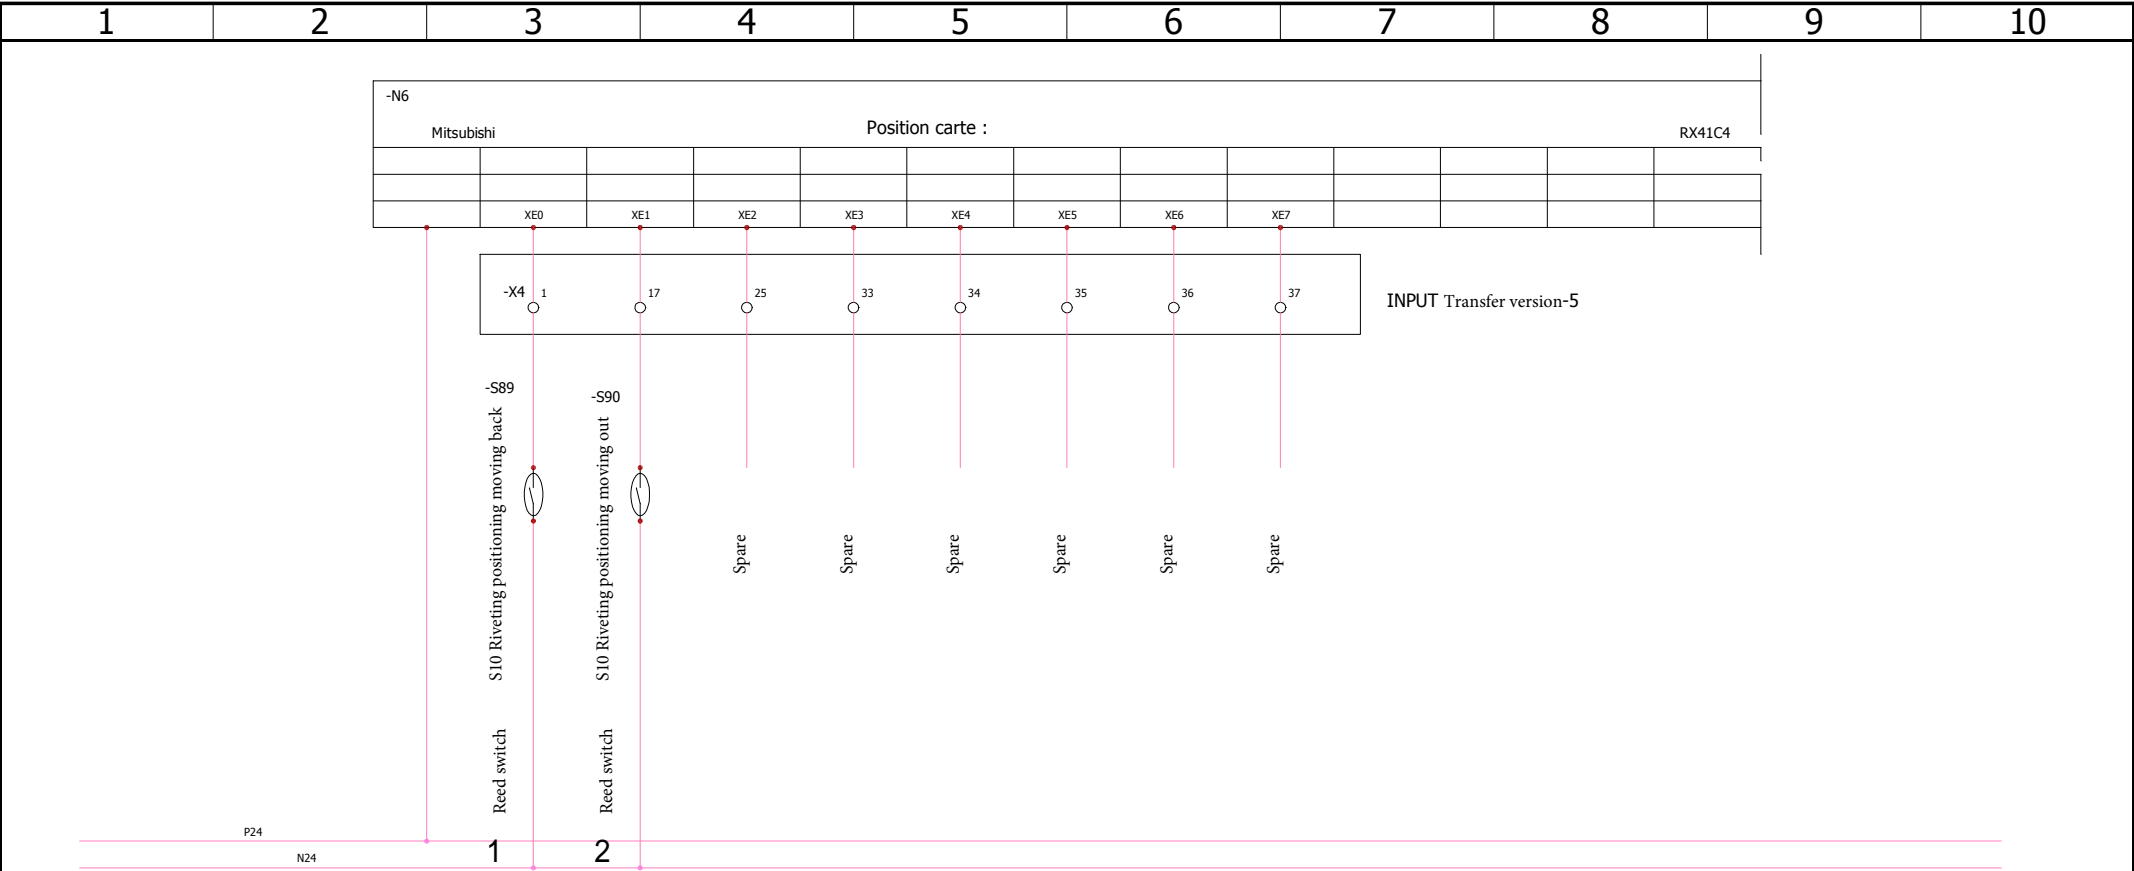 1 2 3 4 5 6 7 8 9 10
-N6
Mitsubishi Position carte : RX41C4
XE0 XE1 XE2 XE3 XE4 XE5 XE6 XE7
-X4 1 17 25 33 34 35 36 37
INPUT Transfer version-5
-S89
-S90
S10 Riveting positioning moving back
S10 Riveting positioning moving out
Spare
Spare
Spare
Spare
Spare
Spare
Reed switch
Reed switch
P24
1 2
N24